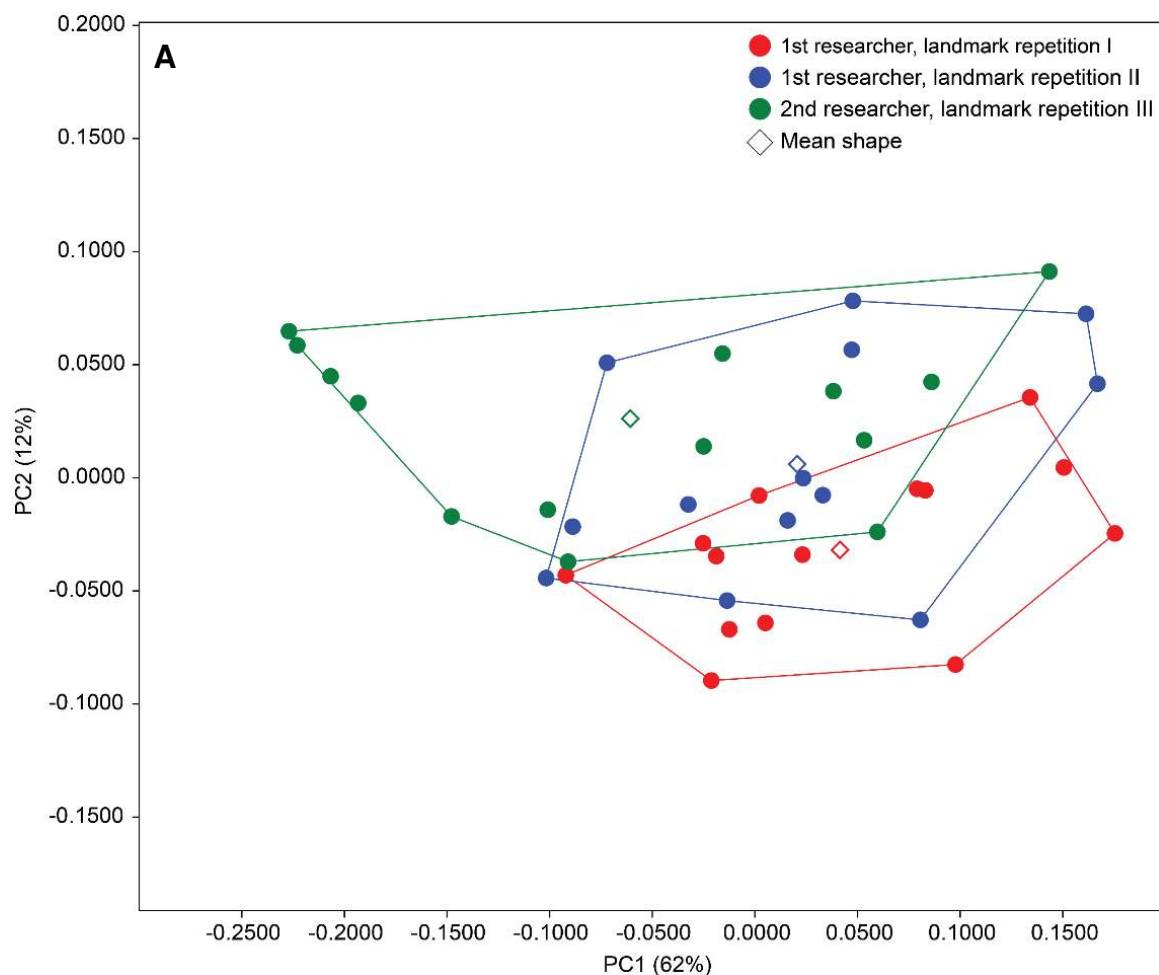 A
1st researcher, landmark repetition I
1st researcher, landmark repetition II
2nd researcher, landmark repetition III
Mean shape
0.2000
0.1500
0.1000
0.0500
0.0000
-0.0500
-0.1000
-0.1500
PC2 (12%)
-0.2500 -0.2000 -0.1500 -0.1000 -0.0500 0.0000 0.0500 0.1000 0.1500
PC1 (62%)